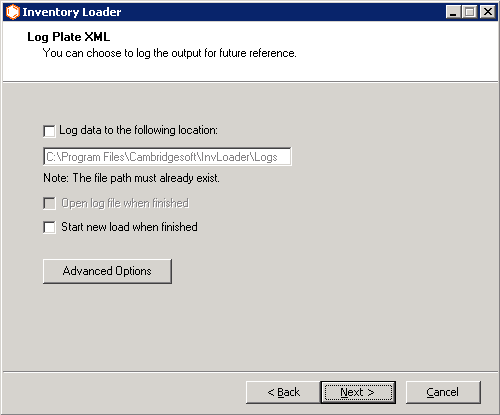 Inventory Loader
Log Plate XML
You can choose to log the output for future reference.
Log data to the following location:
C:\Program Files\Cambridgesoft\InvLoader\Logs
Note: The file path must already exist.
Open log file when finished
Start new load when finished
Advanced Options
< Back Next > Cancel